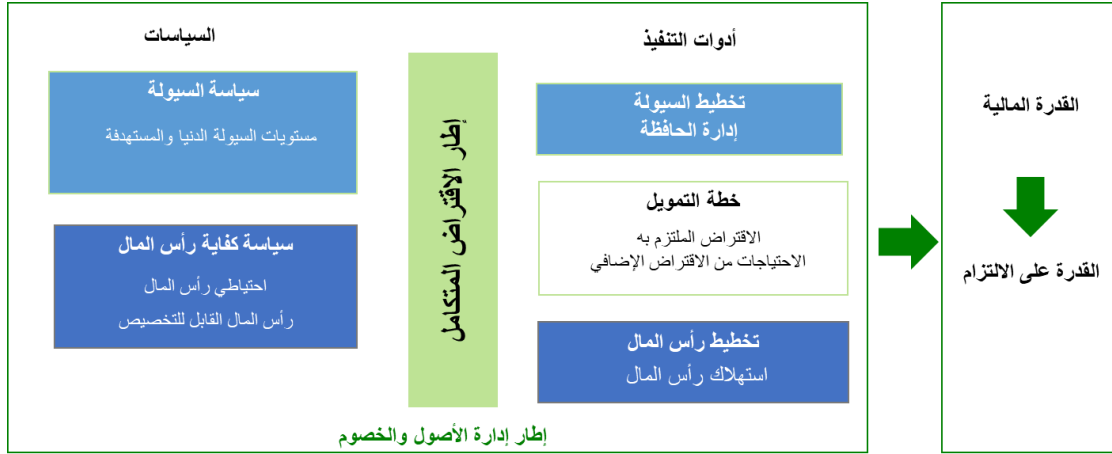 السياسات
سياسة السيولة
مستويات السيولة الدنيا والمستهدفة
سياسة كفاية رأس المال
احتياطي رأس المال
رأس المال القابل للتخصيص
إطار الاقتراض المتكامل
أدوات التنفيذ
تخطيط السيولة
إدارة الحافظة
خطة التمويل
الاقتراض الملتزم به
الاحتياجات من الاقتراض الإضافي
تخطيط رأس المال
استهلاك رأس المال
إطار إدارة الأصول والخصوم
القدرة المالية
القدرة على الالتزام